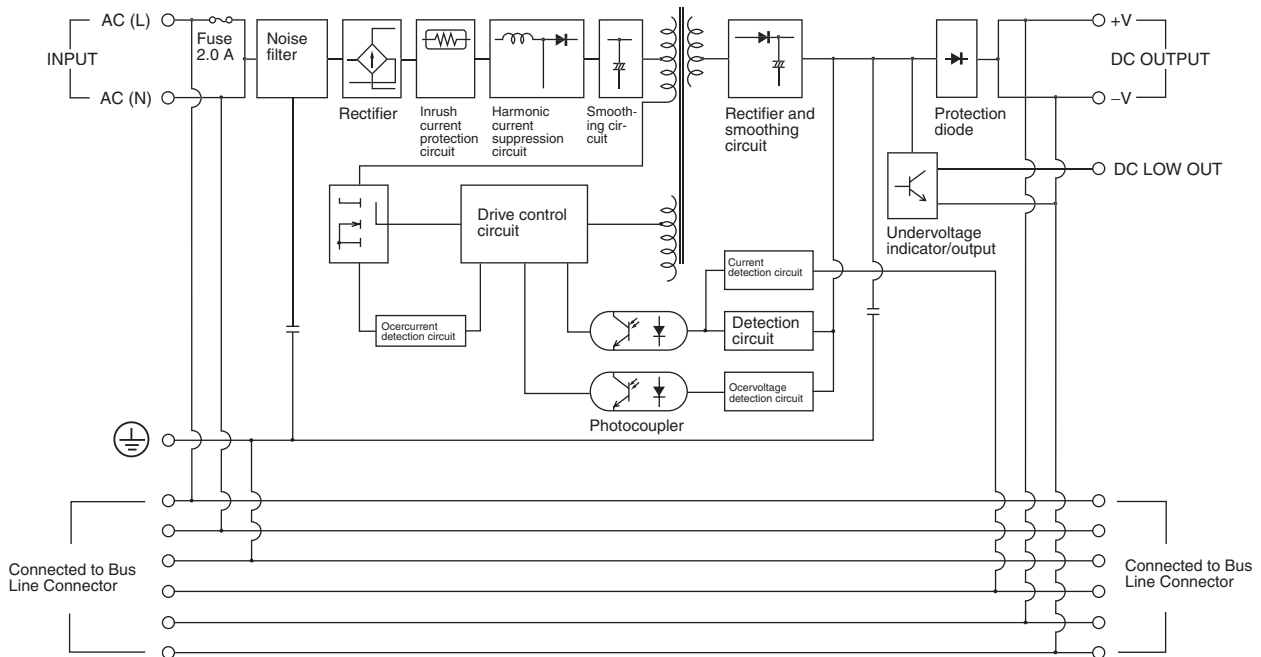 AC (L)
Fuse
2.0 A
INPUT
AC (N)
Noise
filter
Rectifier
Inrush
current
protection
circuit
Harmonic
current
suppression
circuit
Smooth-
ing cir-
cuit
Rectifier and
smoothing
circuit
Protection
diode
+V
DC OUTPUT
–V
DC LOW OUT
Undervoltage
indicator/output
Drive control
circuit
Ocercurrent
detection circuit
Current
detection circuit
Detection
circuit
Ocervoltage
detection circuit
Photocoupler
Connected to Bus
Line Connector
Connected to Bus
Line Connector